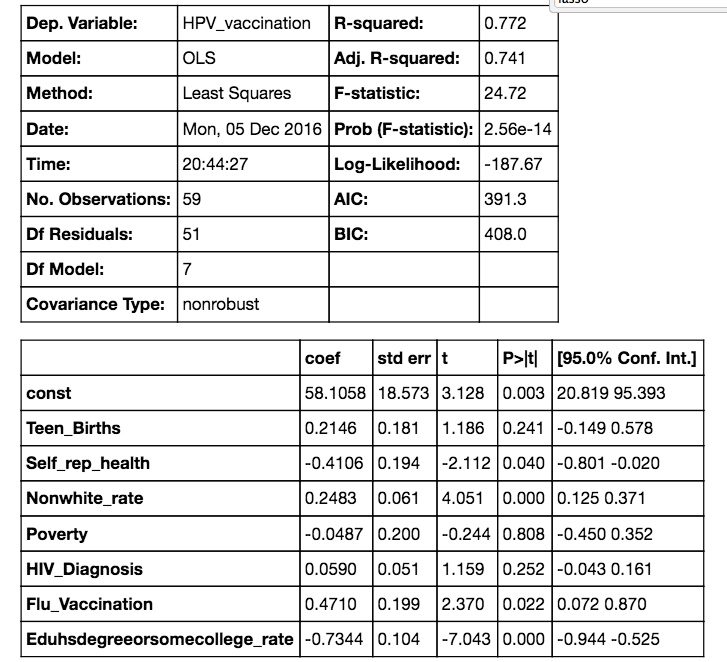 lasso
Dep. Variable: HPV_vaccination R-squared: 0.772
Model: OLS Adj. R-squared: 0.741
Method: Least Squares F-statistic: 24.72
Date: Mon, 05 Dec 2016 Prob (F-statistic): 2.56e-14
Time: 20:44:27 Log-Likelihood: -187.67
No. Observations: 59 AIC: 391.3
Df Residuals: 51 BIC: 408.0
Df Model: 7
Covariance Type: nonrobust
coef std err t P>|t| [95.0% Conf. Int.]
const 58.1058 18.573 3.128 0.003 20.819 95.393
Teen_Births 0.2146 0.181 1.186 0.241 -0.149 0.578
Self_rep_health -0.4106 0.194 -2.112 0.040 -0.801 -0.020
Nonwhite_rate 0.2483 0.061 4.051 0.000 0.125 0.371
Poverty -0.0487 0.200 -0.244 0.808 -0.450 0.352
HIV_Diagnosis 0.0590 0.051 1.159 0.252 -0.043 0.161
Flu_Vaccination 0.4710 0.199 2.370 0.022 0.072 0.870
Eduhsdegreeorsomecollege_rate -0.7344 0.104 -7.043 0.000 -0.944 -0.525